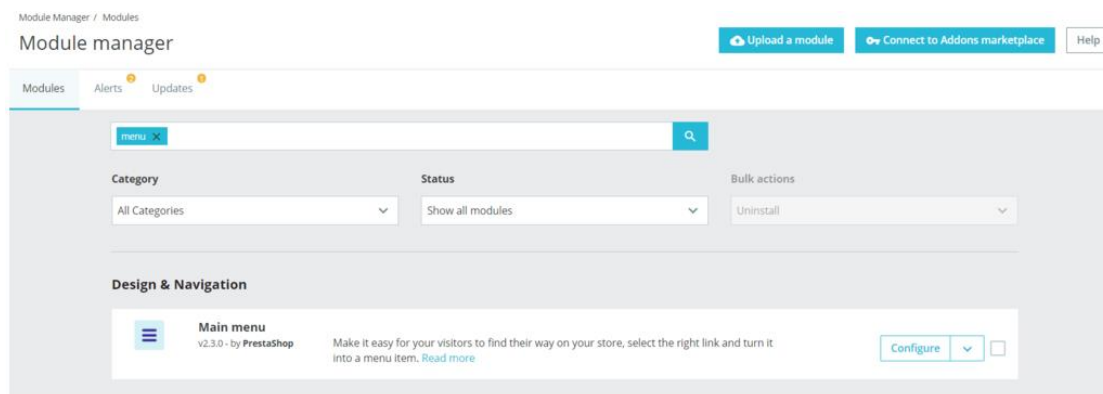 Module Manager / Modules
Module manager
Upload a module
Connect to Addons marketplace
Help
Modules
Alerts 2
Updates 1
menu ×
Category
Status
Bulk actions
All Categories
Show all modules
Uninstall
Design & Navigation
Main menu
v2.3.0 - by PrestaShop
Make it easy for your visitors to find their way on your store, select the right link and turn it
into a menu item. Read more
Configure